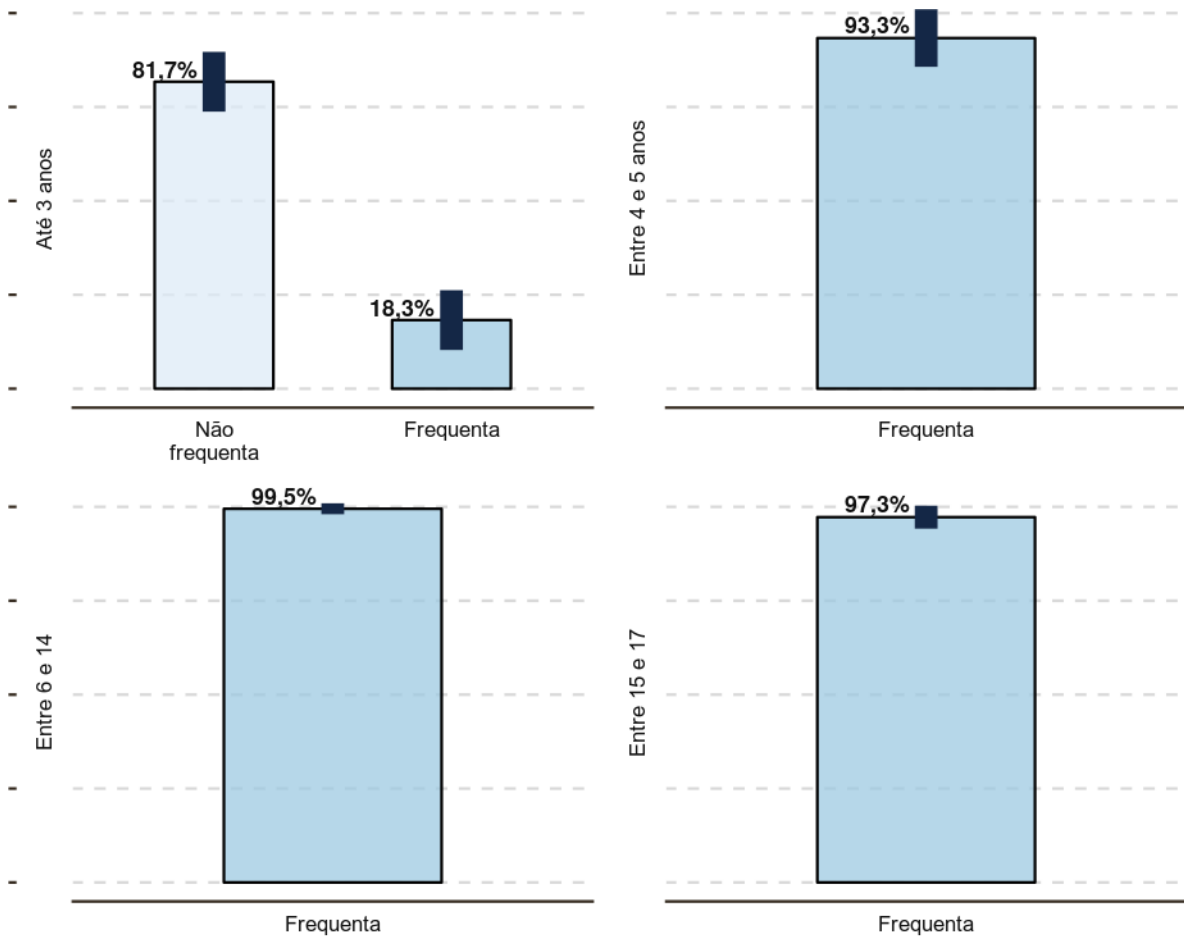 81,7%
18,3%
Até 3 anos
Não
frequenta
Frequenta
93,3%
Entre 4 e 5 anos
Frequenta
99,5%
Entre 6 e 14
Frequenta
97,3%
Entre 15 e 17
Frequenta